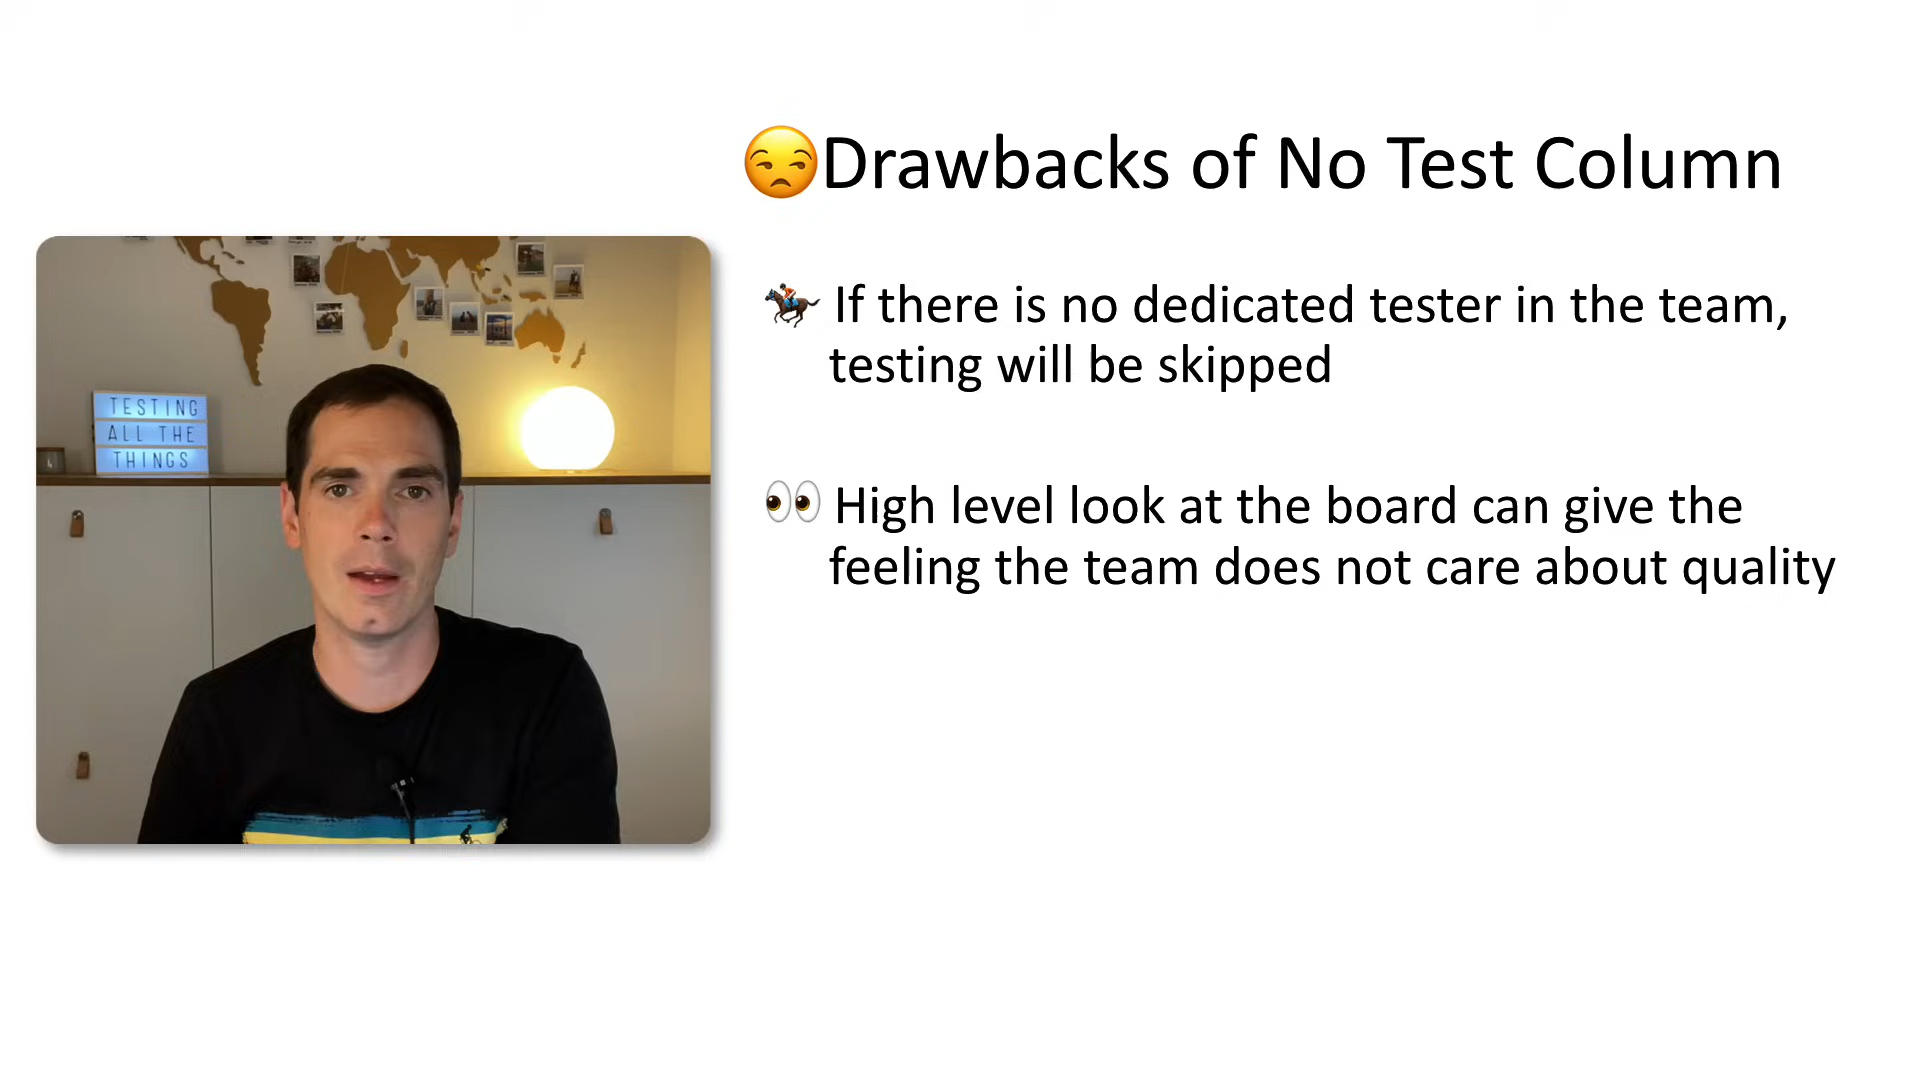 😒Drawbacks of No Test Column
🏇 If there is no dedicated tester in the team,
testing will be skipped
👀 High level look at the board can give the
feeling the team does not care about quality
TESTING
ALL THE
THINGS